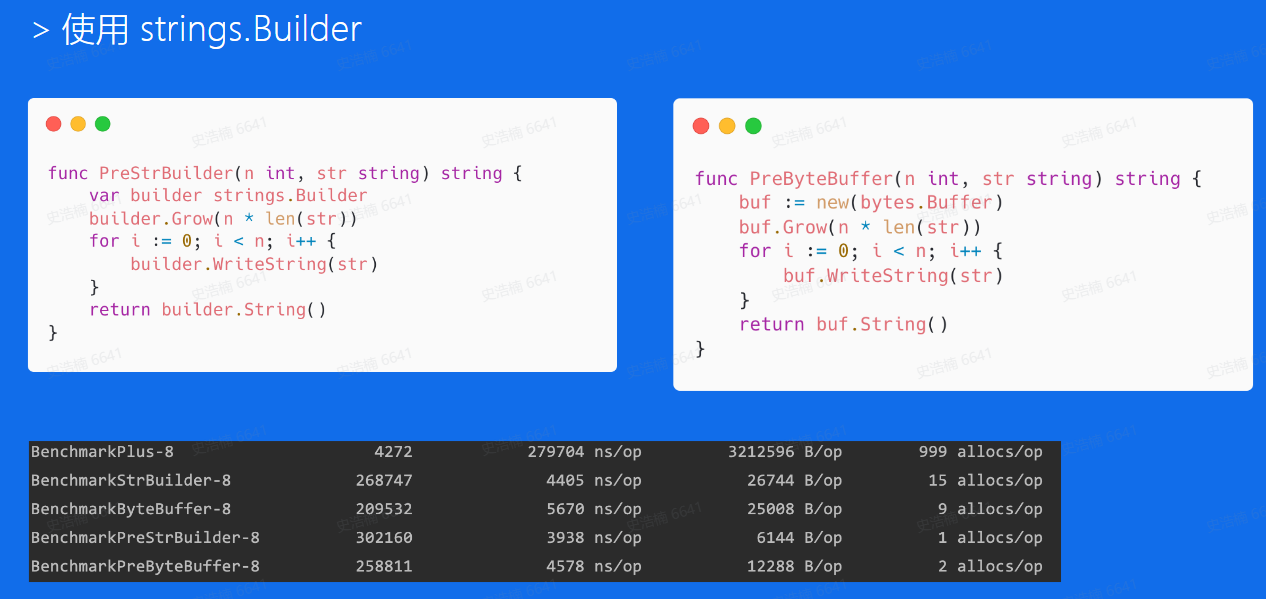 > 使用 strings.Builder
func PreStrBuilder(n int, str string) string {
    var builder strings.Builder
    builder.Grow(n * len(str))
    for i := 0; i < n; i++ {
        builder.WriteString(str)
    }
    return builder.String()
}
func PreByteBuffer(n int, str string) string {
    buf := new(bytes.Buffer)
    buf.Grow(n * len(str))
    for i := 0; i < n; i++ {
        buf.WriteString(str)
    }
    return buf.String()
}
BenchmarkPlus-8 4272 279704 ns/op 3212596 B/op 999 allocs/op
BenchmarkStrBuilder-8 268747 4405 ns/op 26744 B/op 15 allocs/op
BenchmarkByteBuffer-8 209532 5670 ns/op 25008 B/op 9 allocs/op
BenchmarkPreStrBuilder-8 302160 3938 ns/op 6144 B/op 1 allocs/op
BenchmarkPreByteBuffer-8 258811 4578 ns/op 12288 B/op 2 allocs/op
史浩楠 6641